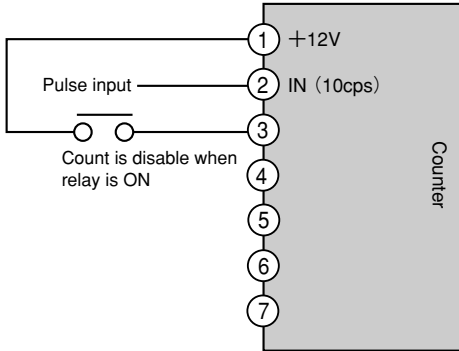 1 +12V
Pulse input 2 IN (10cps)
3
Count is disable when
relay is ON
4
5
6
7
Counter